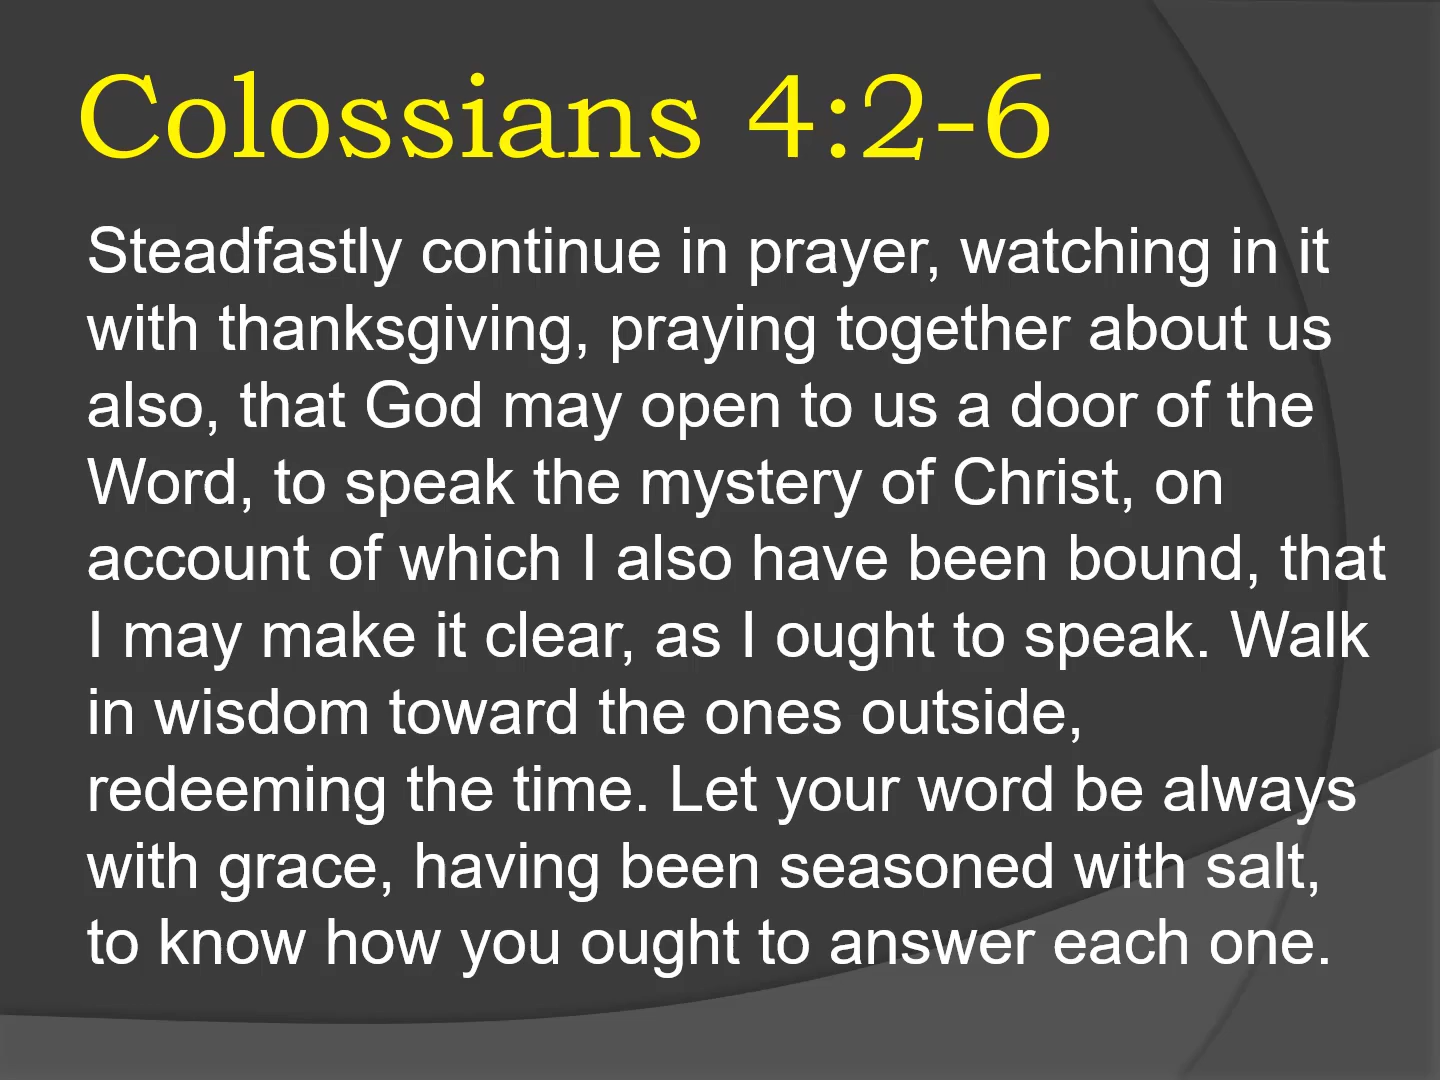 Colossians 4:2-6
Steadfastly continue in prayer, watching in it
with thanksgiving, praying together about us
also, that God may open to us a door of the
Word, to speak the mystery of Christ, on
account of which I also have been bound, that
I may make it clear, as I ought to speak. Walk
in wisdom toward the ones outside,
redeeming the time. Let your word be always
with grace, having been seasoned with salt,
to know how you ought to answer each one.